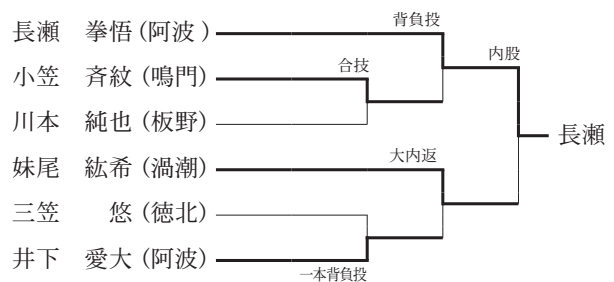 背負投
長瀬　拳悟(阿波)
内股
合技
小笠　斉紋(鳴門)
川本　純也(板野)
長瀬
大内返
妹尾　紘希(渦潮)
三笠　　悠(徳北)
井下　愛大(阿波)
一本背負投